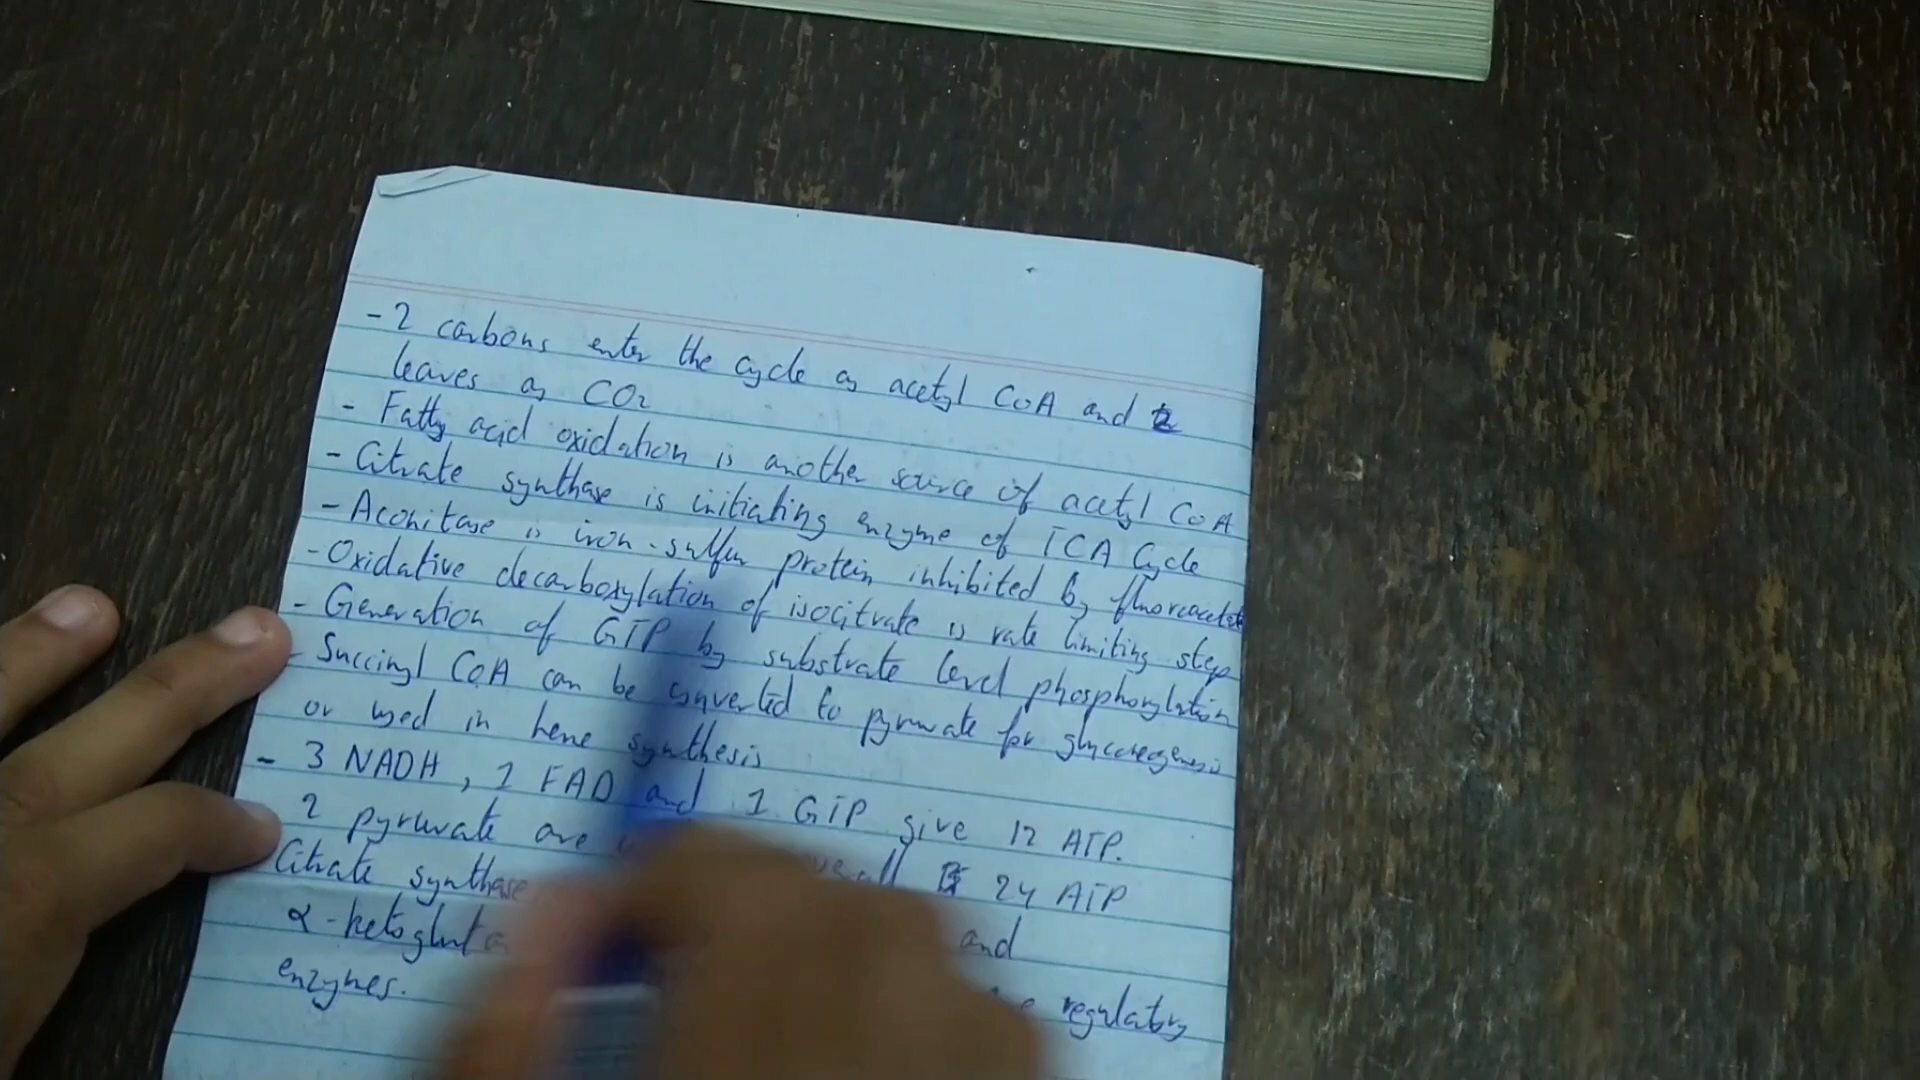 - 2 carbons enter the cycle as acetyl CoA and 2
leaves as CO2
- Fatty acid oxidation is another source of acetyl CoA
- Citrate synthase is initiating enzyme of TCA Cycle
- Aconitase is iron-sulfur protein inhibited by fluoroacetate
- Oxidative decarboxylation of isocitrate is rate limiting step
- Generation of GTP by substrate level phosphorylation
- Succinyl CoA can be converted to pyruvate for
or used in heme synthesis
- 3 NADH, 1 FAD and 1 GTP give 12 ATP.
2 pyruvate are 24 ATP
Citrate synthase
α- and
regulatory
enzymes.